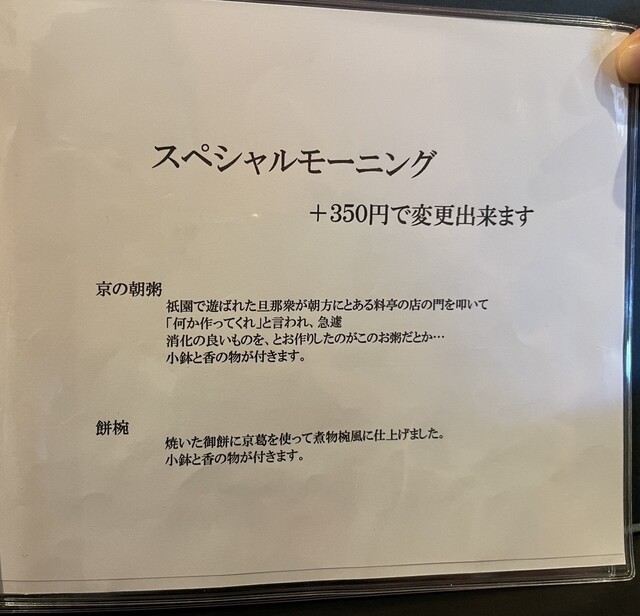 スペシャルモーニング
+350円で変更出来ます
京の朝粥
祇園で遊ばれた旦那衆が朝方にとある料亭の店の門を叩いて
「何か作ってくれ」と言われ、急遽
消化の良いものを、とお作りしたのがこのお粥だとか…
小鉢と香の物が付きます。
餅椀
焼いた御餅に京葛を使って煮物椀風に仕上げました。
小鉢と香の物が付きます。